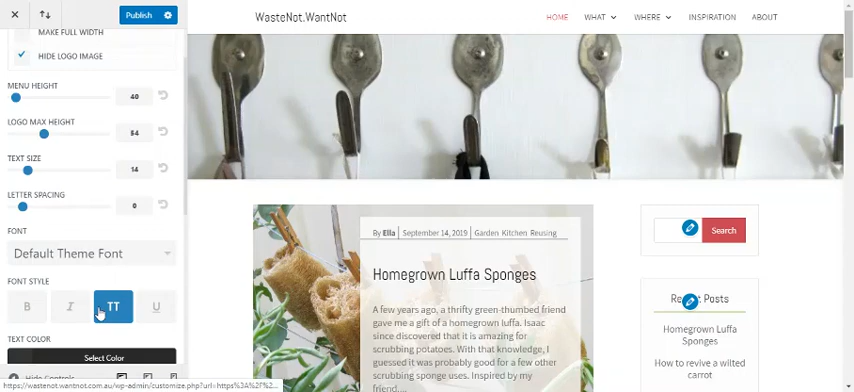 Publish
MAKE FULL WIDTH
HIDE LOGO IMAGE
MENU HEIGHT
40
LOGO MAX HEIGHT
54
TEXT SIZE
14
LETTER SPACING
0
FONT
Default Theme Font
FONT STYLE
B I TT U
TEXT COLOR
Select Color
Hide Controls
https://wastenot.wantnot.com.au/wp-admin/customize.php?url=https%3A%2F%2...
WasteNot.WantNot
HOME WHAT WHERE INSPIRATION ABOUT
By Ella | September 14, 2019 | Garden Kitchen Reusing
Homegrown Luffa Sponges
A few years ago, a thrifty green-thumbed friend
gave me a gift of a homegrown luffa. Isaac
since discovered that it is amazing for
scrubbing potatoes. With that knowledge, I
guessed it was probably good for a few other
scrubbing sponge uses. Inspired by my
friend,...
Search
Recent Posts
Homegrown Luffa
Sponges
How to revive a wilted
carrot